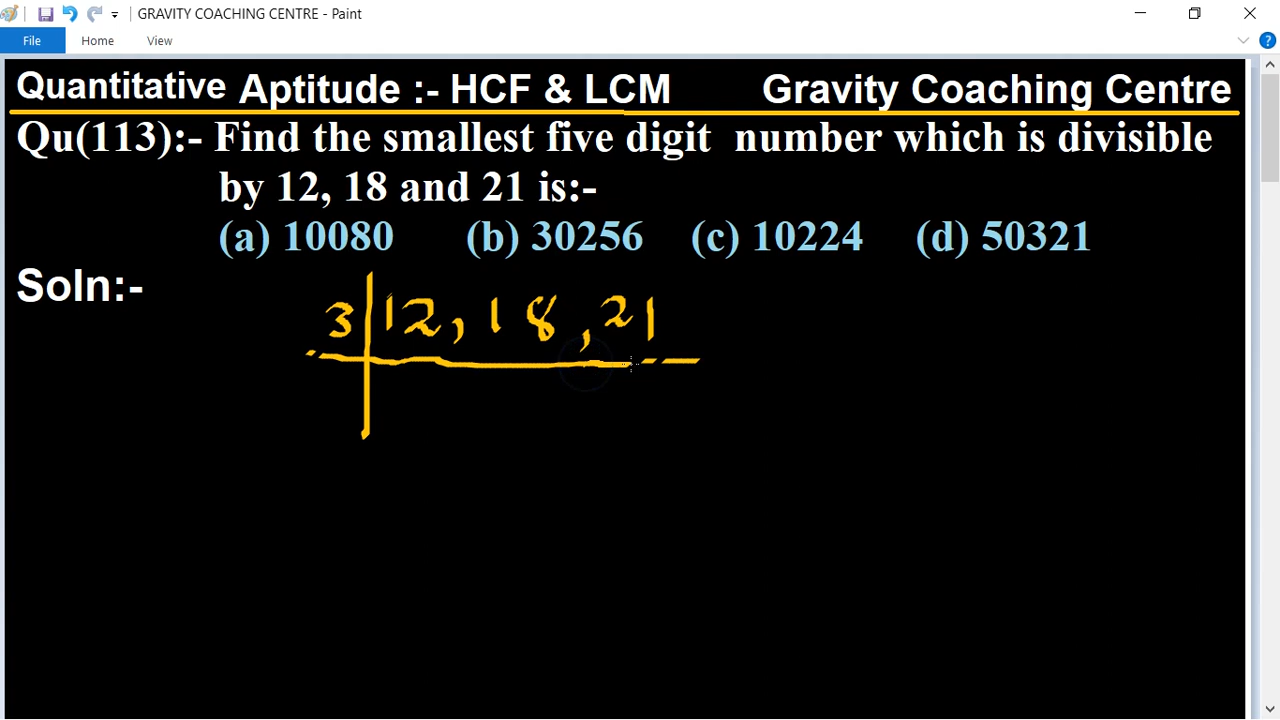 GRAVITY COACHING CENTRE - Paint
File Home View
Quantitative Aptitude :- HCF & LCM Gravity Coaching Centre
Qu(113):- Find the smallest five digit number which is divisible
by 12, 18 and 21 is:-
(a) 10080 (b) 30256 (c) 10224 (d) 50321
Soln:-
3 12, 18, 21